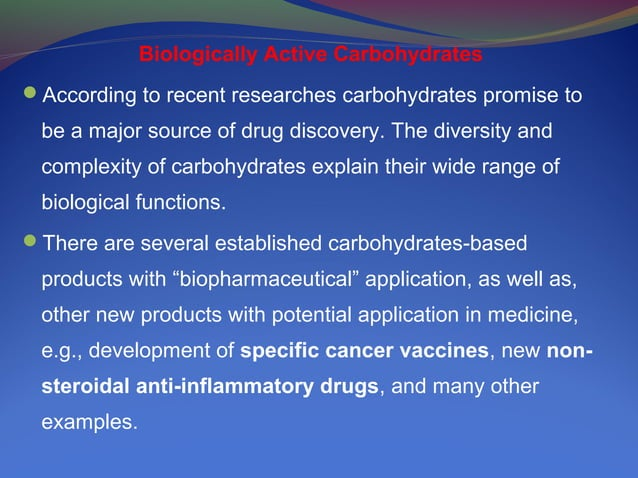 Biologically Active Carbohydrates
According to recent researches carbohydrates promise to
be a major source of drug discovery. The diversity and
complexity of carbohydrates explain their wide range of
biological functions.
There are several established carbohydrates-based
products with “biopharmaceutical” application, as well as,
other new products with potential application in medicine,
e.g., development of specific cancer vaccines, new non-
steroidal anti-inflammatory drugs, and many other
examples.